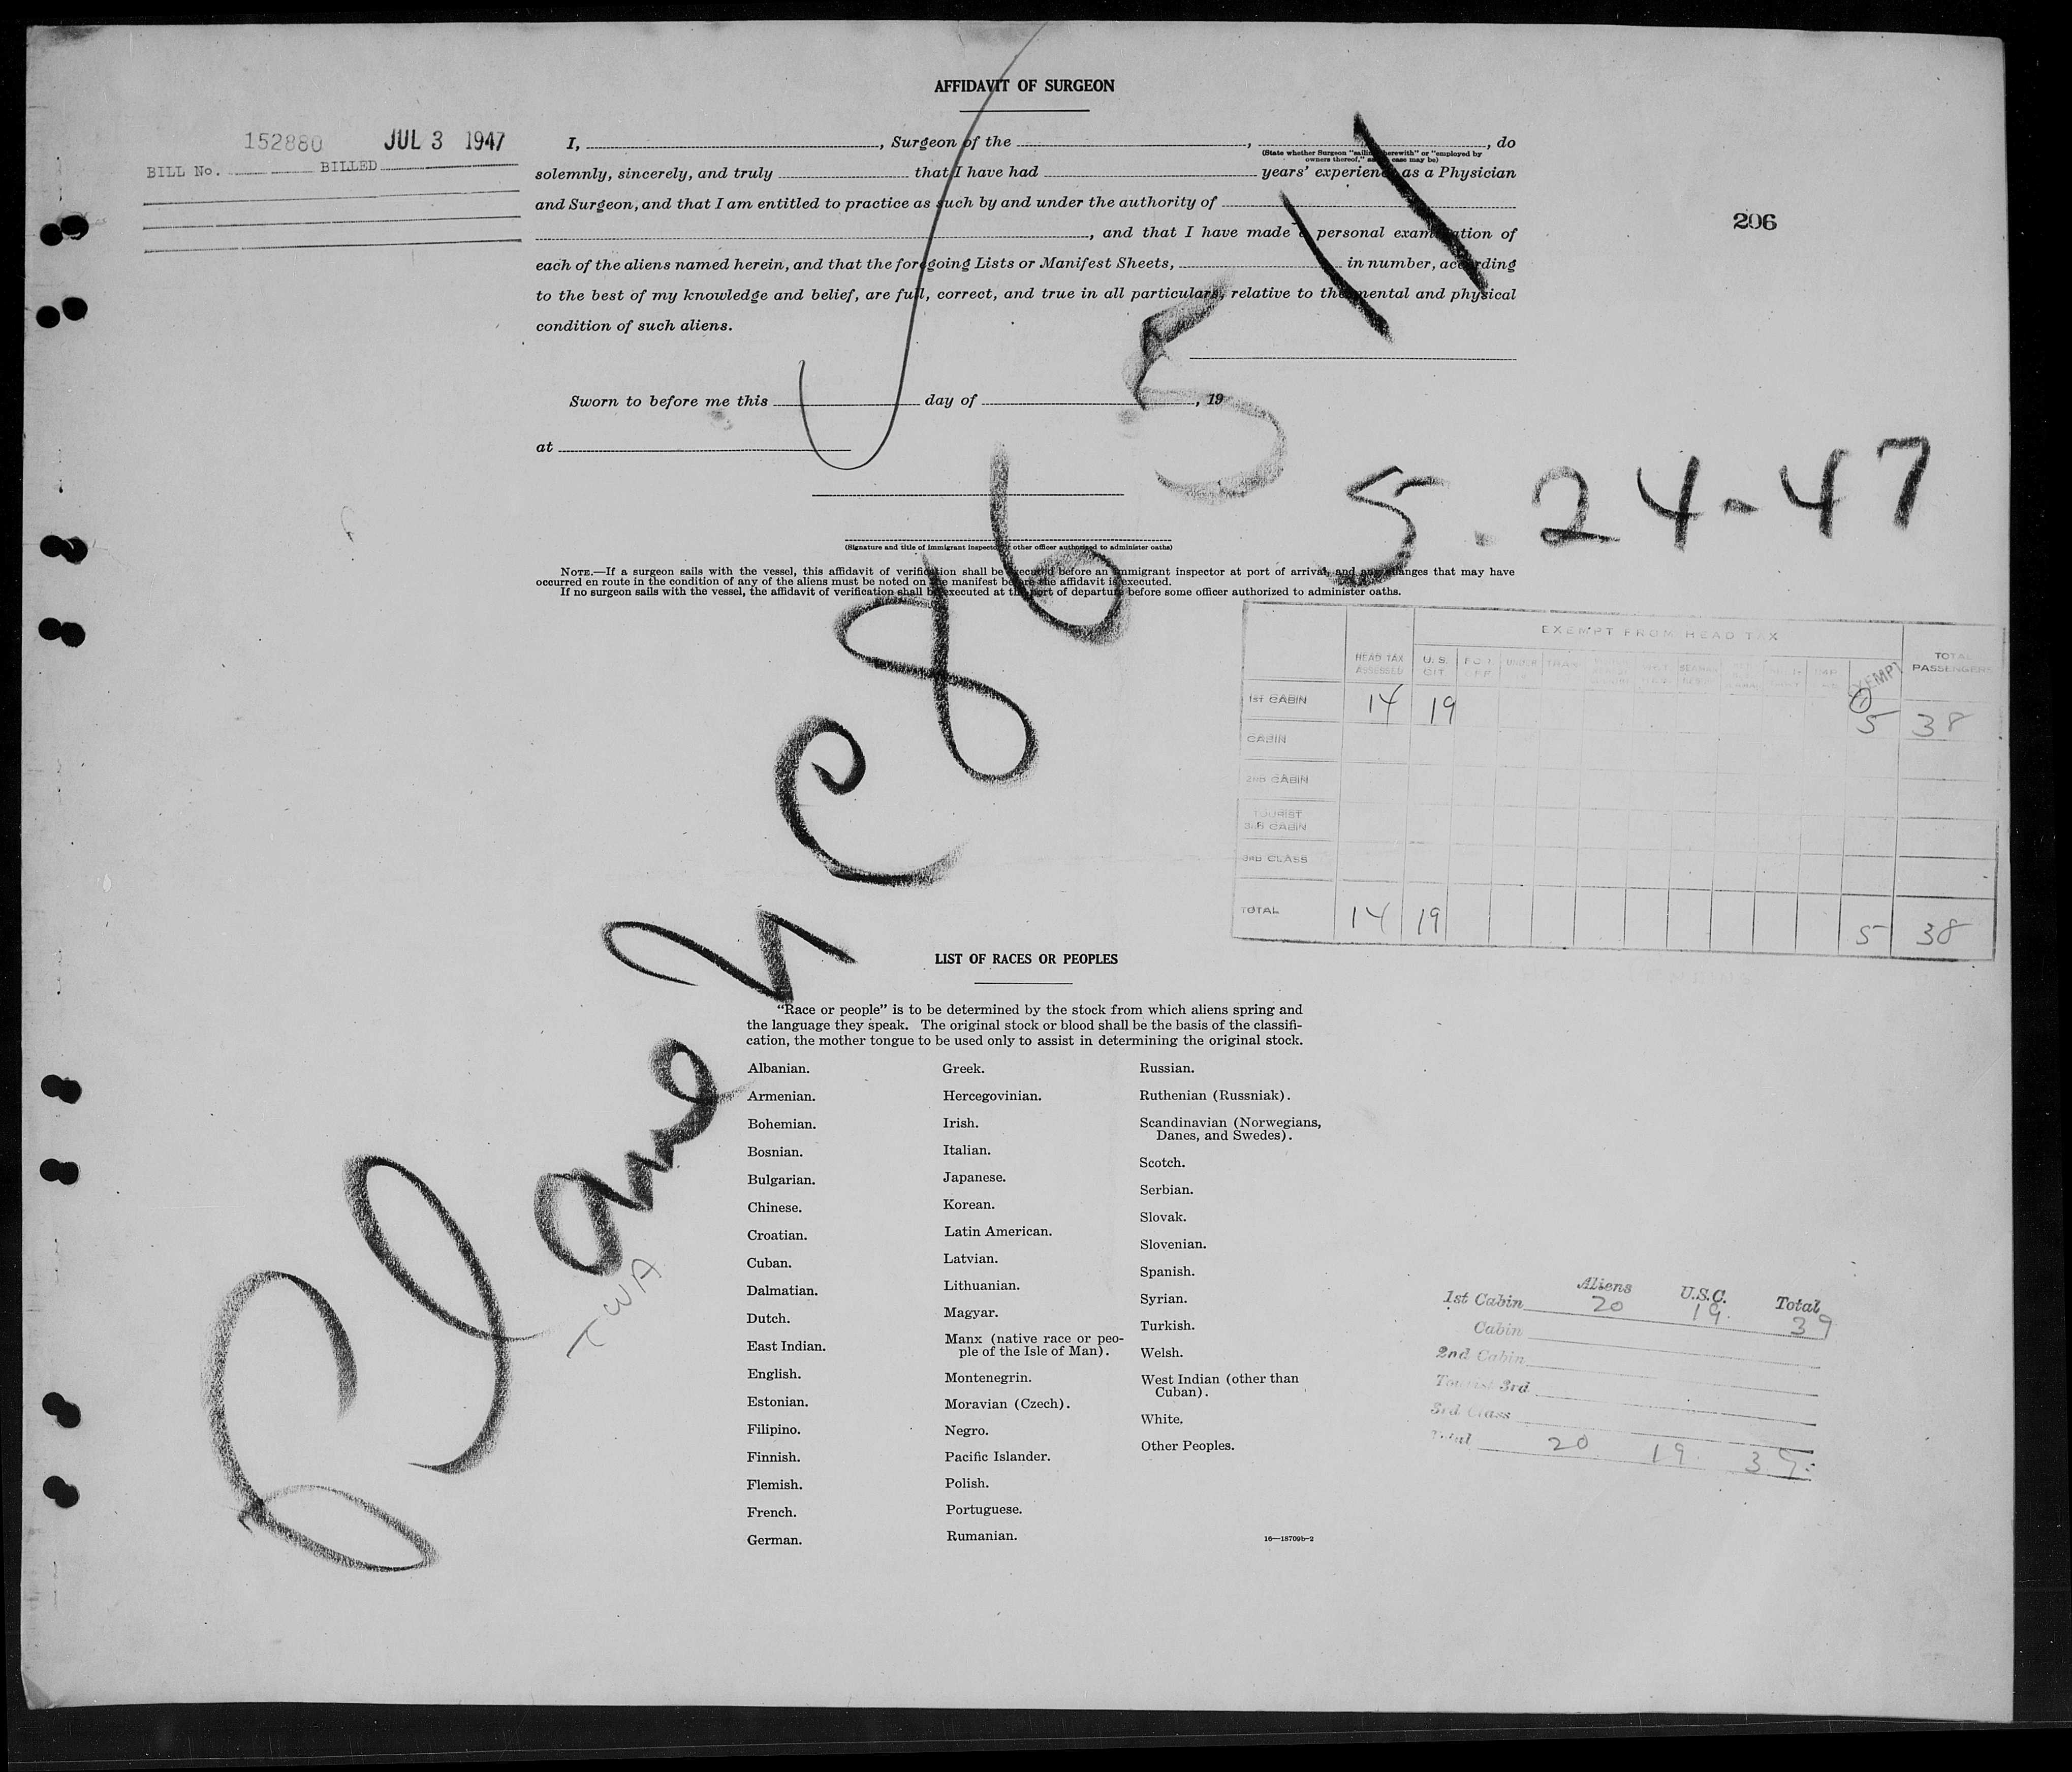 AFFIDAVIT OF SURGEON
152880 JUL 3 1947
BILL No. BILLED
I, , Surgeon of the , , do
(State whether Surgeon "sailing therewith" or "employed by
owners thereof," as case may be)
solemnly, sincerely, and truly that I have had years' experience as a Physician
and Surgeon, and that I am entitled to practice as such by and under the authority of
, and that I have made a personal examination of
each of the aliens named herein, and that the foregoing Lists or Manifest Sheets, in number, according
to the best of my knowledge and belief, are full, correct, and true in all particulars, relative to the mental and physical
condition of such aliens.
206
Sworn to before me this day of , 19
at
(Signature and title of immigrant inspector or other officer authorized to administer oaths)
NOTE.—If a surgeon sails with the vessel, this affidavit of verification shall be executed before an immigrant inspector at port of arrival, and any changes that may have
occurred en route in the condition of any of the aliens must be noted on the manifest before the affidavit is executed.
If no surgeon sails with the vessel, the affidavit of verification shall be executed at the port of departure before some officer authorized to administer oaths.
Plane NC 86511
5-24-47
TWA
EXEMPT FROM HEAD TAX
HEAD TAX ASSESSED U. S. CIT. UNDER TRAN EXEMPT TOTAL PASSENGERS
1ST CABIN 14 19 5 38
CABIN
2ND CABIN
TOURIST
3RD CABIN
3RD CLASS
TOTAL 14 19 5 38
LIST OF RACES OR PEOPLES
"Race or people" is to be determined by the stock from which aliens spring and
the language they speak. The original stock or blood shall be the basis of the classifi-
cation, the mother tongue to be used only to assist in determining the original stock.
Albanian.
Armenian.
Bohemian.
Bosnian.
Bulgarian.
Chinese.
Croatian.
Cuban.
Dalmatian.
Dutch.
East Indian.
English.
Estonian.
Filipino.
Finnish.
Flemish.
French.
German.
Greek.
Hercegovinian.
Irish.
Italian.
Japanese.
Korean.
Latin American.
Latvian.
Lithuanian.
Magyar.
Manx (native race or peo-
ple of the Isle of Man).
Montenegrin.
Moravian (Czech).
Negro.
Pacific Islander.
Polish.
Portuguese.
Rumanian.
Russian.
Ruthenian (Russniak).
Scandinavian (Norwegians,
Danes, and Swedes).
Scotch.
Serbian.
Slovak.
Slovenian.
Spanish.
Syrian.
Turkish.
Welsh.
West Indian (other than
Cuban).
White.
Other Peoples.
16—18709b-2
Aliens U.S.C. Total
1st Cabin 20 19. 39
Cabin
2nd Cabin
Tourist 3rd
3rd Class
Total 20 19. 39.